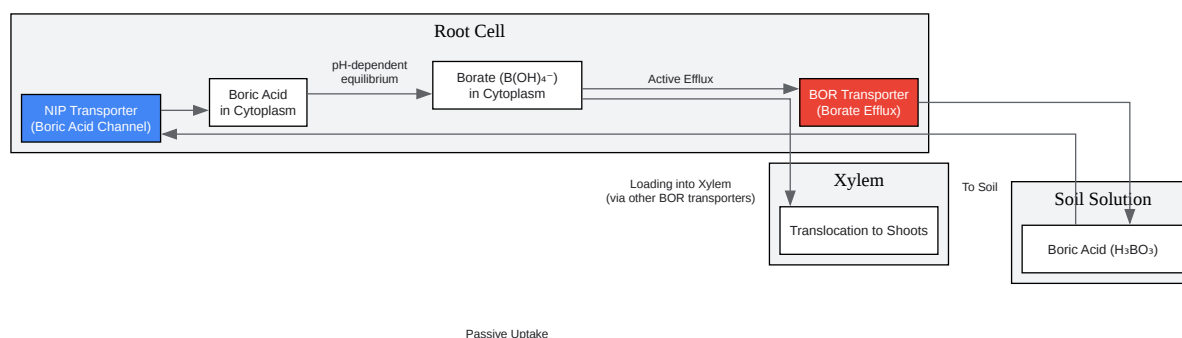 Root Cell
NIP Transporter
(Boric Acid Channel)
Boric Acid
in Cytoplasm
pH-dependent
equilibrium
Borate (B(OH)₄⁻)
in Cytoplasm
Active Efflux
BOR Transporter
(Borate Efflux)
Loading into Xylem
(via other BOR transporters)
Xylem
Translocation to Shoots
To Soil
Soil Solution
Boric Acid (H₃BO₃)
Passive Uptake